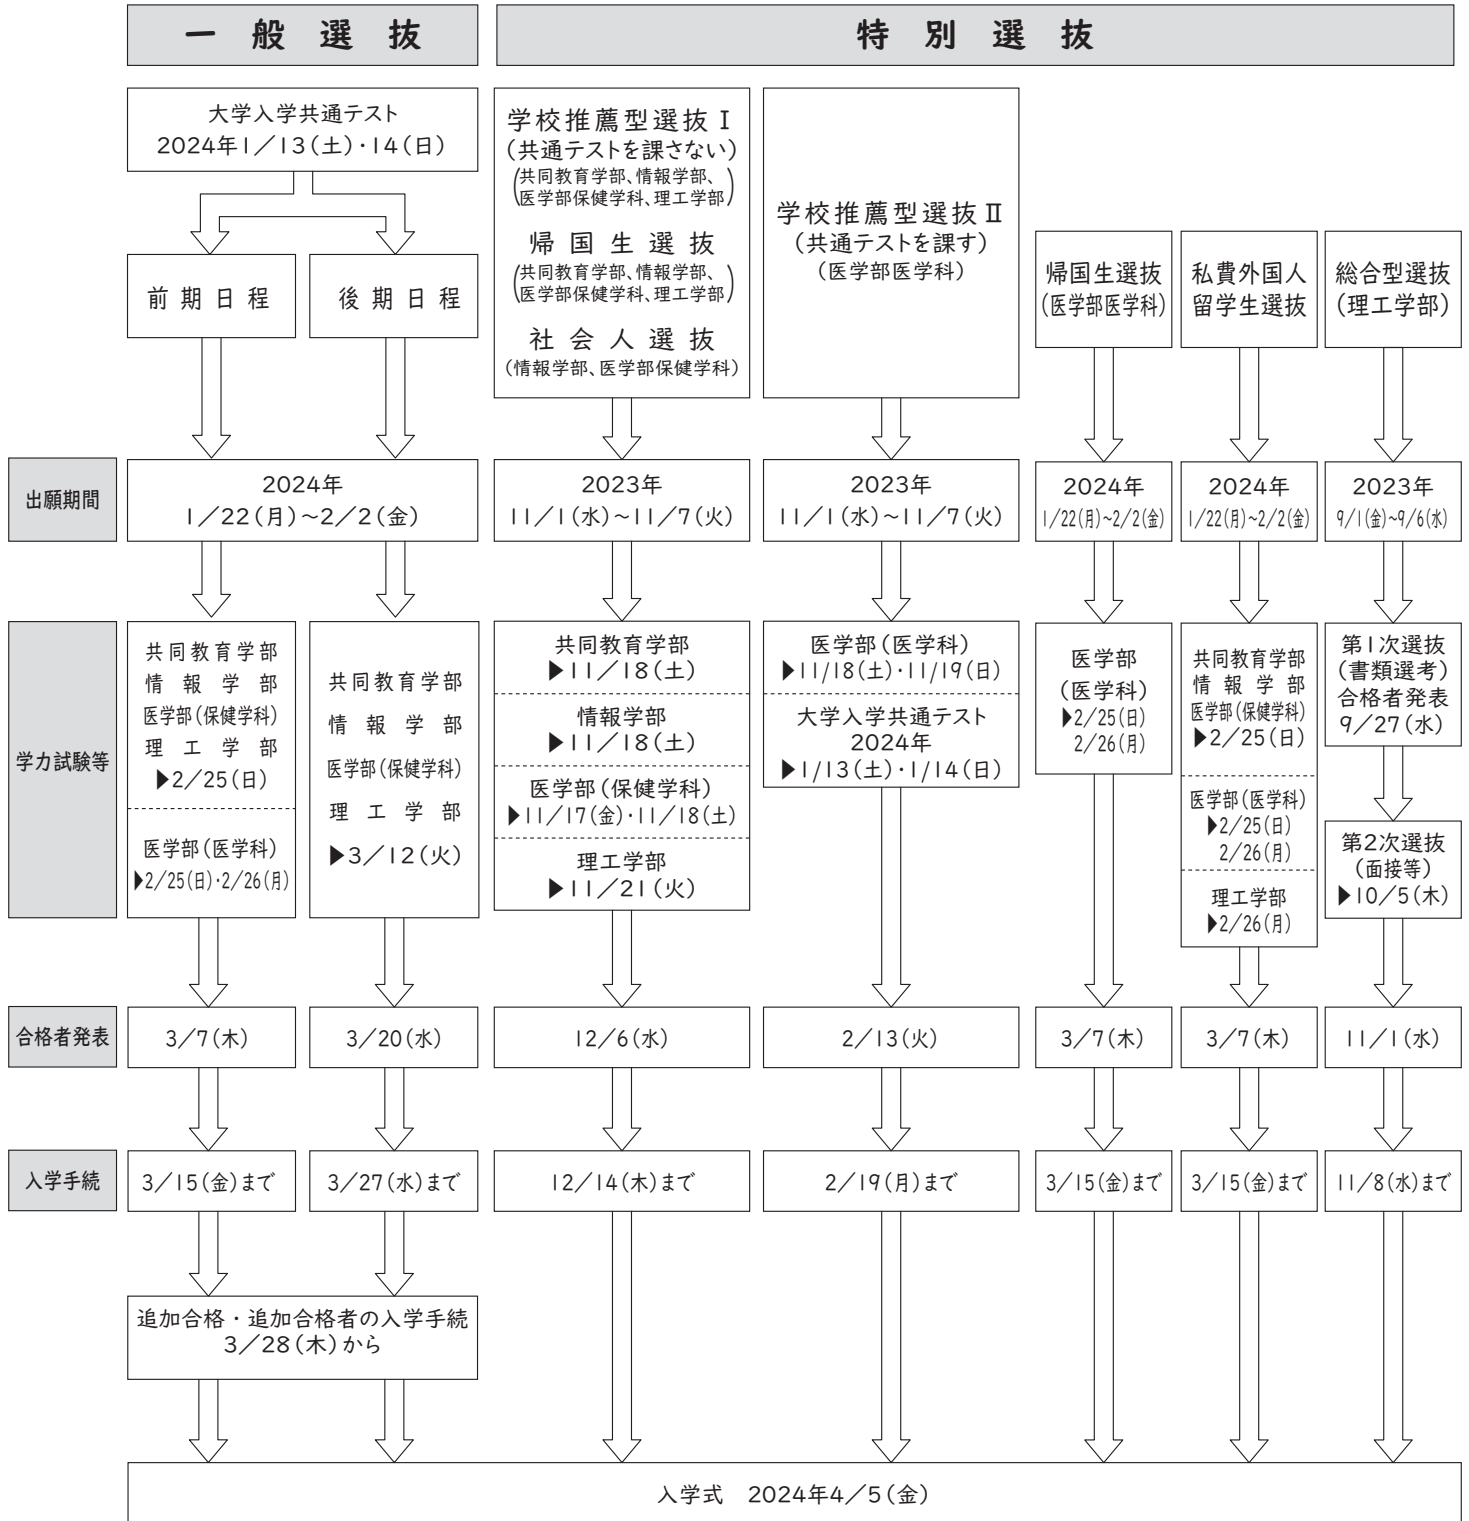 一般選抜
特別選抜
大学入学共通テスト
2024年1／13（土）・14（日）
前期日程
後期日程
学校推薦型選抜Ⅰ
（共通テストを課さない）
（共同教育学部、情報学部、
医学部保健学科、理工学部）
帰国生選抜
（共同教育学部、情報学部、
医学部保健学科、理工学部）
社会人選抜
（情報学部、医学部保健学科）
学校推薦型選抜Ⅱ
（共通テストを課す）
（医学部医学科）
帰国生選抜
（医学部医学科）
私費外国人
留学生選抜
総合型選抜
（理工学部）
出願期間
2024年
1／22（月）～2／2（金）
2023年
11／1（水）～11／7（火）
2023年
11／1（水）～11／7（火）
2024年
1／22（月）～2／2（金）
2024年
1／22（月）～2／2（金）
2023年
9／1（金）～9／6（水）
学力試験等
共同教育学部
情報学部
医学部（保健学科）
理工学部
▶2／25（日）
医学部（医学科）
▶2／25（日）・2／26（月）
共同教育学部
情報学部
医学部（保健学科）
理工学部
▶3／12（火）
共同教育学部
▶11／18（土）
情報学部
▶11／18（土）
医学部（保健学科）
▶11／17（金）・11／18（土）
理工学部
▶11／21（火）
医学部（医学科）
▶11/18（土）・11/19（日）
大学入学共通テスト
2024年
▶1/13（土）・1/14（日）
医学部
（医学科）
▶2／25（日）
2／26（月）
共同教育学部
情報学部
医学部（保健学科）
▶2／25（日）
医学部（医学科）
▶2／25（日）
2／26（月）
理工学部
▶2／26（月）
第1次選抜
（書類選考）
合格者発表
9／27（水）
第2次選抜
（面接等）
▶10／5（木）
合格者発表
3／7（木）
3／20（水）
12／6（水）
2／13（火）
3／7（木）
3／7（木）
11／1（水）
入学手続
3／15（金）まで
3／27（水）まで
12／14（木）まで
2／19（月）まで
3／15（金）まで
3／15（金）まで
11／8（水）まで
追加合格・追加合格者の入学手続
3／28（木）から
入学式　2024年4／5（金）